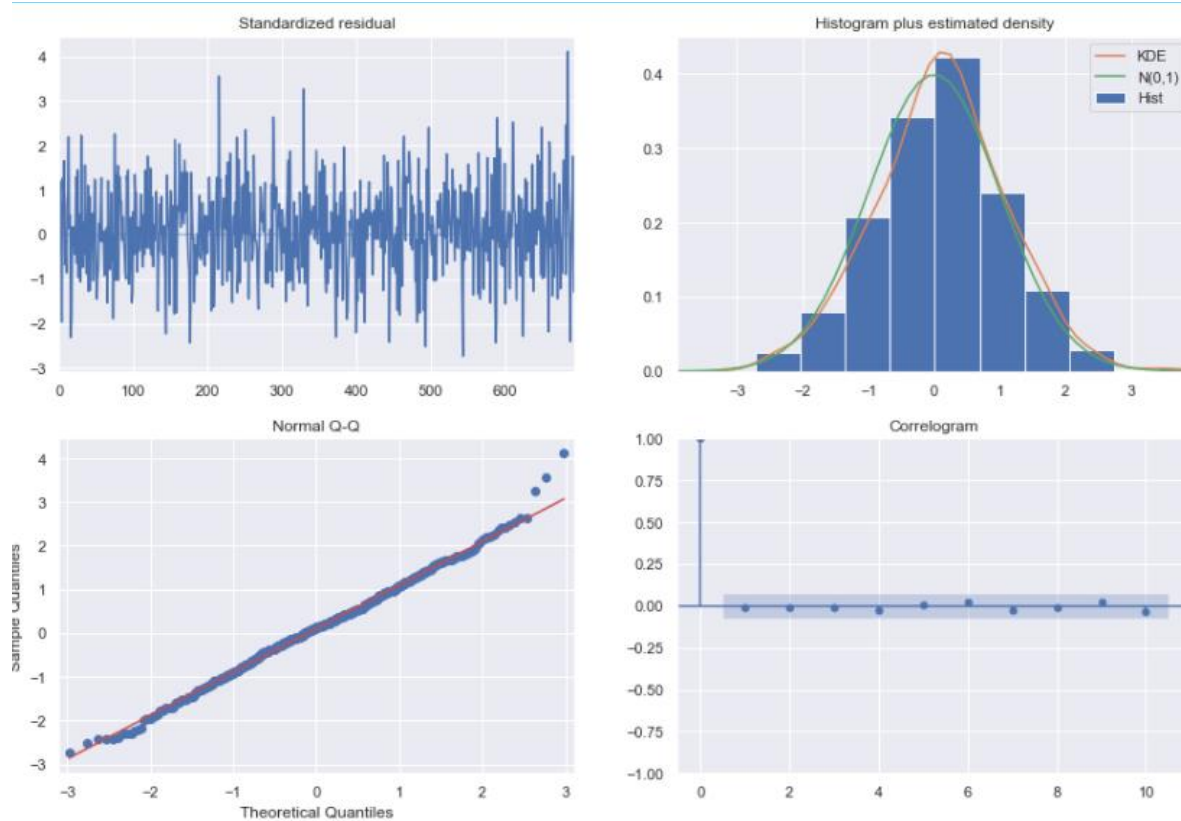 Standardized residual
4
3
2
1
0
−1
−2
−3
0 100 200 300 400 500 600
Histogram plus estimated density
KDE
N(0,1)
Hist
0.4
0.3
0.2
0.1
0.0
−3 −2 −1 0 1 2 3
Normal Q-Q
Sample Quantiles
4
3
2
1
0
−1
−2
−3
−3 −2 −1 0 1 2 3
Theoretical Quantiles
Correlogram
1.00
0.75
0.50
0.25
0.00
−0.25
−0.50
−0.75
−1.00
0 2 4 6 8 10